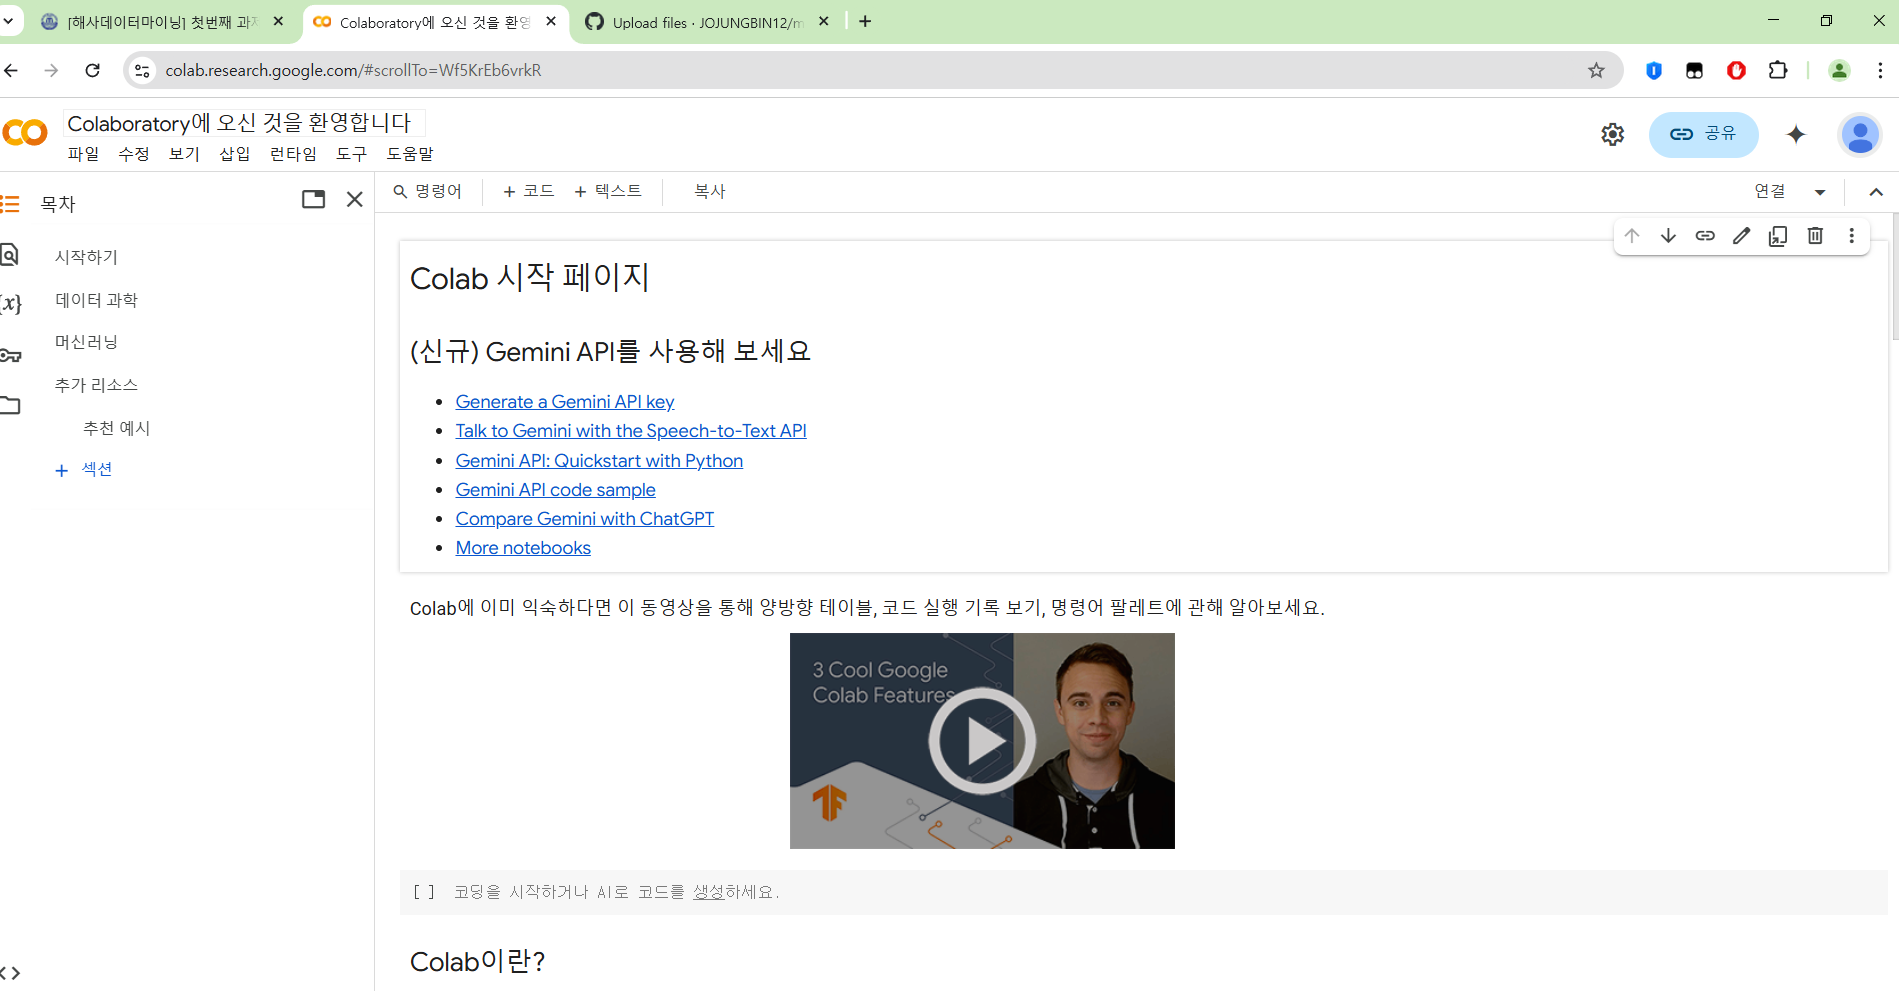 [해사데이터마이닝] 첫번째 과제
Colaboratory에 오신 것을 환영
Upload files · JOJUNGBIN12/m
colab.research.google.com/#scrollTo=Wf5KrEb6vrkR
Colaboratory에 오신 것을 환영합니다
파일 수정 보기 삽입 런타임 도구 도움말
공유
목차
명령어 + 코드 + 텍스트 복사
연결
시작하기
데이터 과학
머신러닝
추가 리소스
추천 예시
+ 섹션
{x}
Colab 시작 페이지
(신규) Gemini API를 사용해 보세요
Generate a Gemini API key
Talk to Gemini with the Speech-to-Text API
Gemini API: Quickstart with Python
Gemini API code sample
Compare Gemini with ChatGPT
More notebooks
Colab에 이미 익숙하다면 이 동영상을 통해 양방향 테이블, 코드 실행 기록 보기, 명령어 팔레트에 관해 알아보세요.
3 Cool Google
Colab Features
[ ] 코딩을 시작하거나 AI로 코드를 생성하세요.
Colab이란?